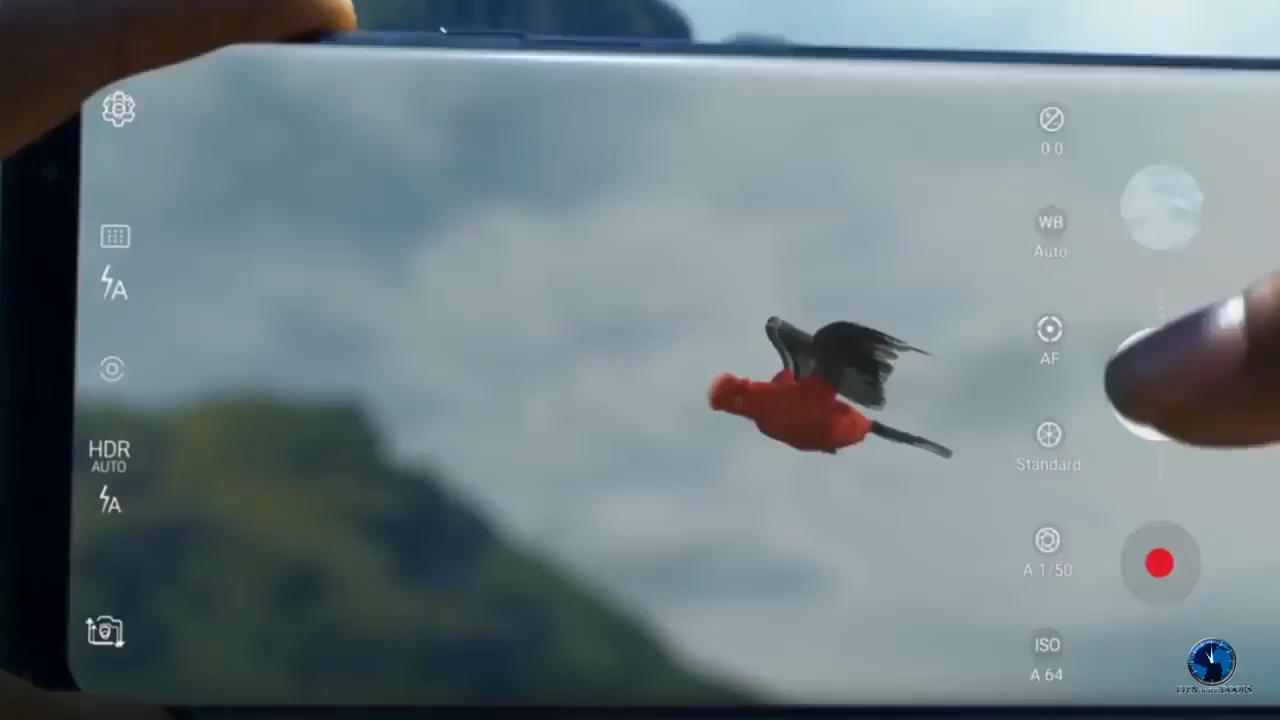 0 0
WB
Auto
A
AF
HDR
AUTO
Standard
A
A 1/50
ISO
A 64